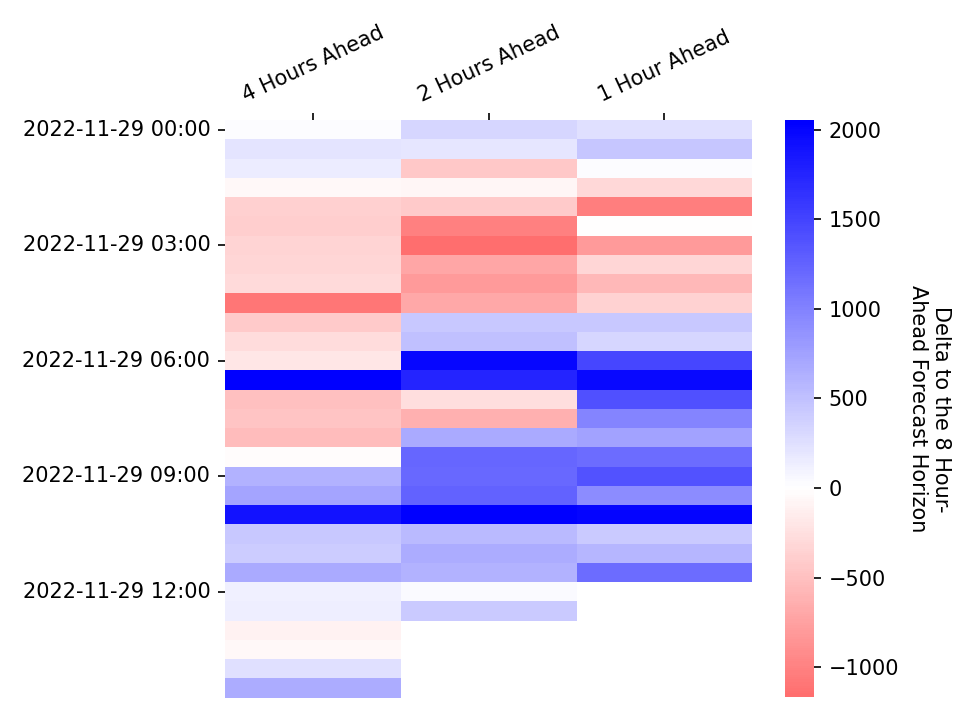 4 Hours Ahead
2 Hours Ahead
1 Hour Ahead
2022-11-29 00:00
2022-11-29 03:00
2022-11-29 06:00
2022-11-29 09:00
2022-11-29 12:00
2000
1500
1000
500
0
−500
−1000
Delta to the 8 Hour-
Ahead Forecast Horizon